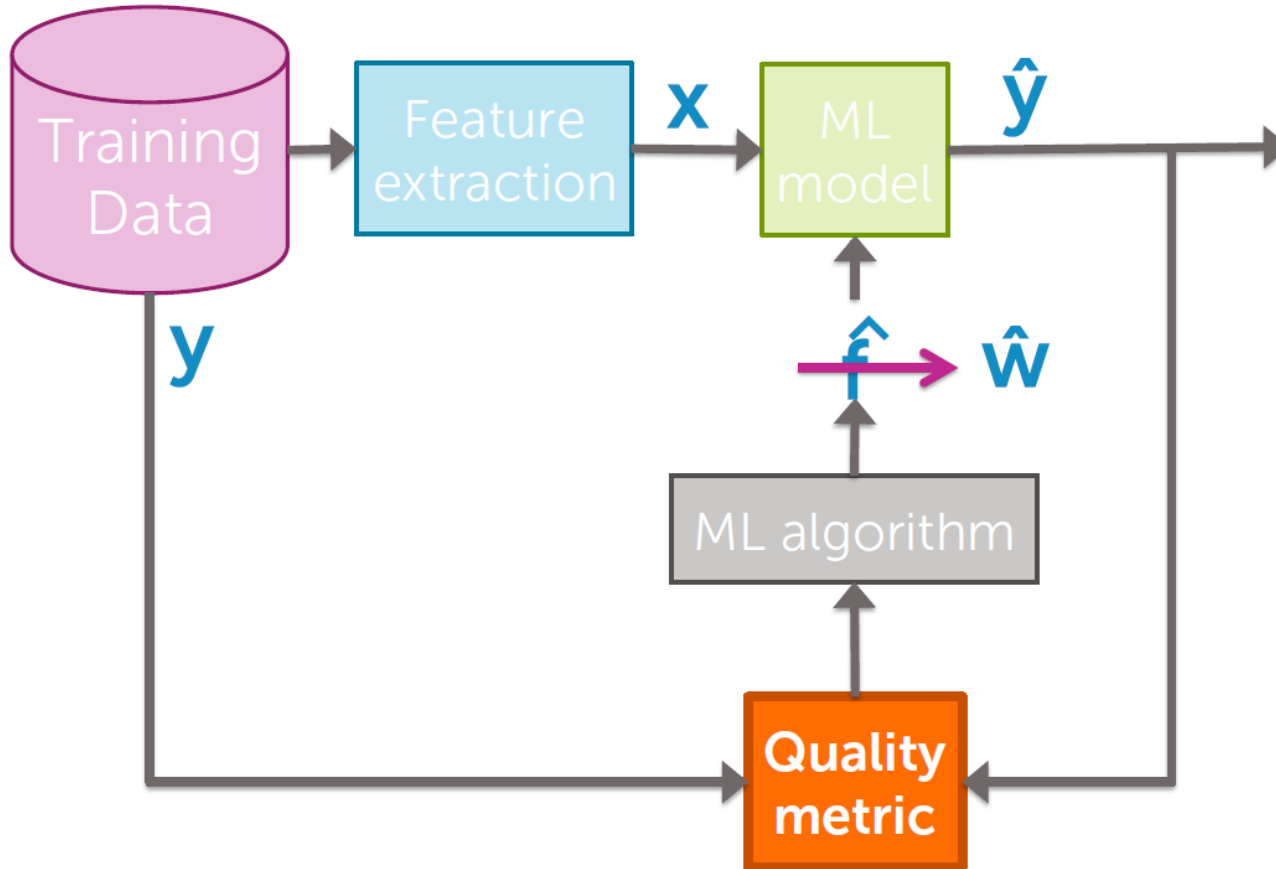 Training
Data
Feature
extraction
x
ML
model
ŷ
y
f̂
ŵ
ML algorithm
Quality
metric